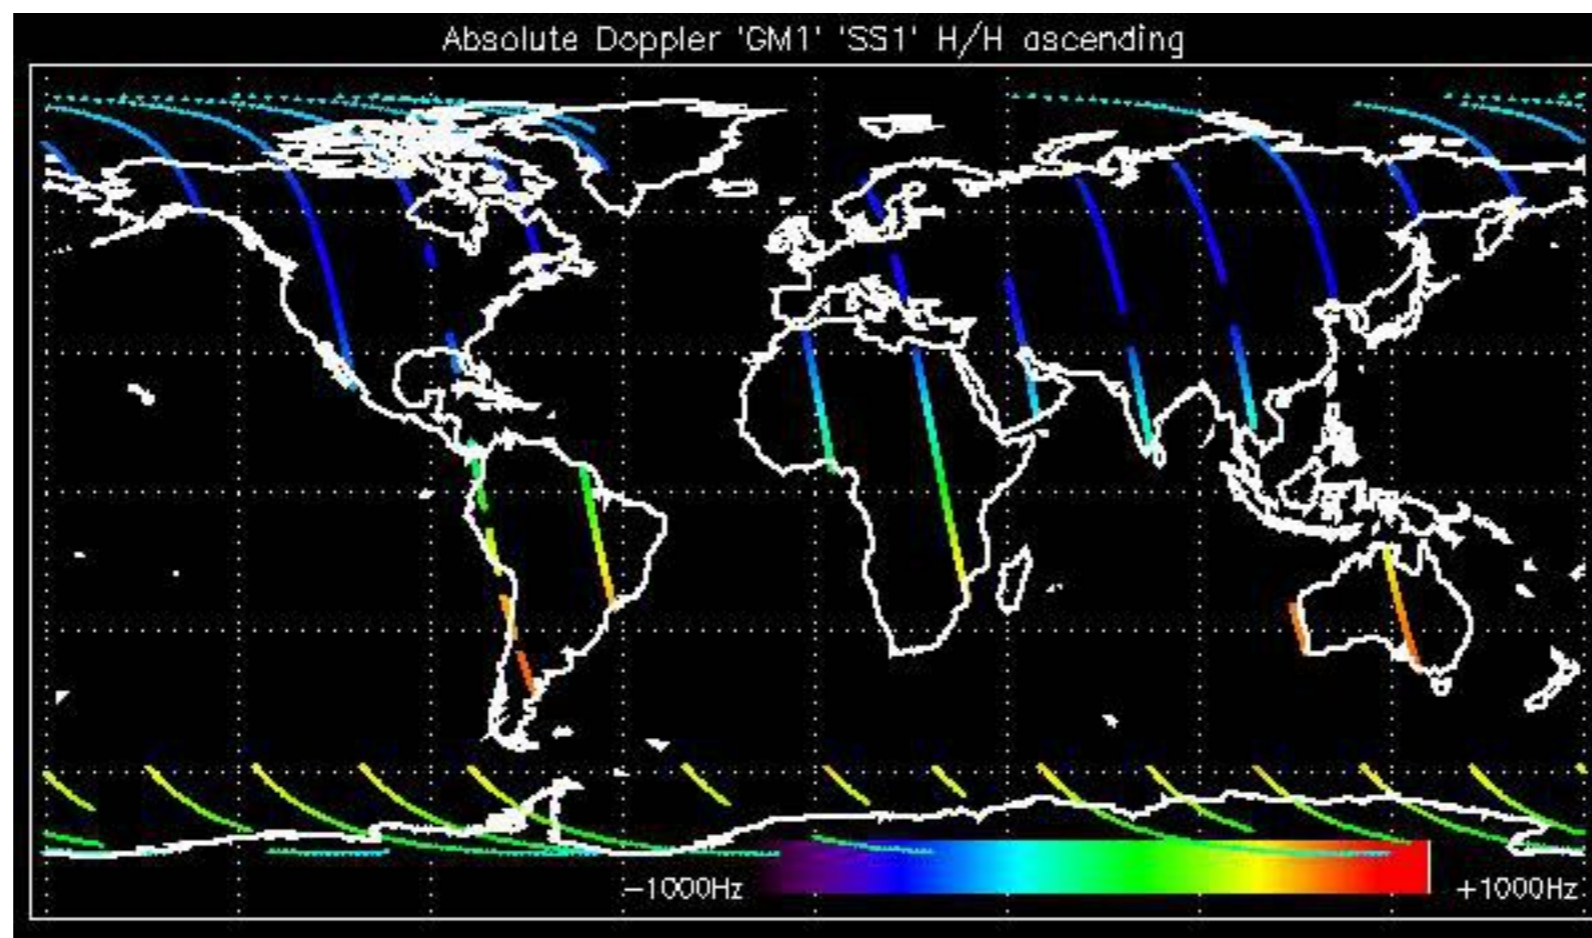 Absolute Doppler 'GM1' 'SS1' H/H ascending
−1000Hz
+1000Hz